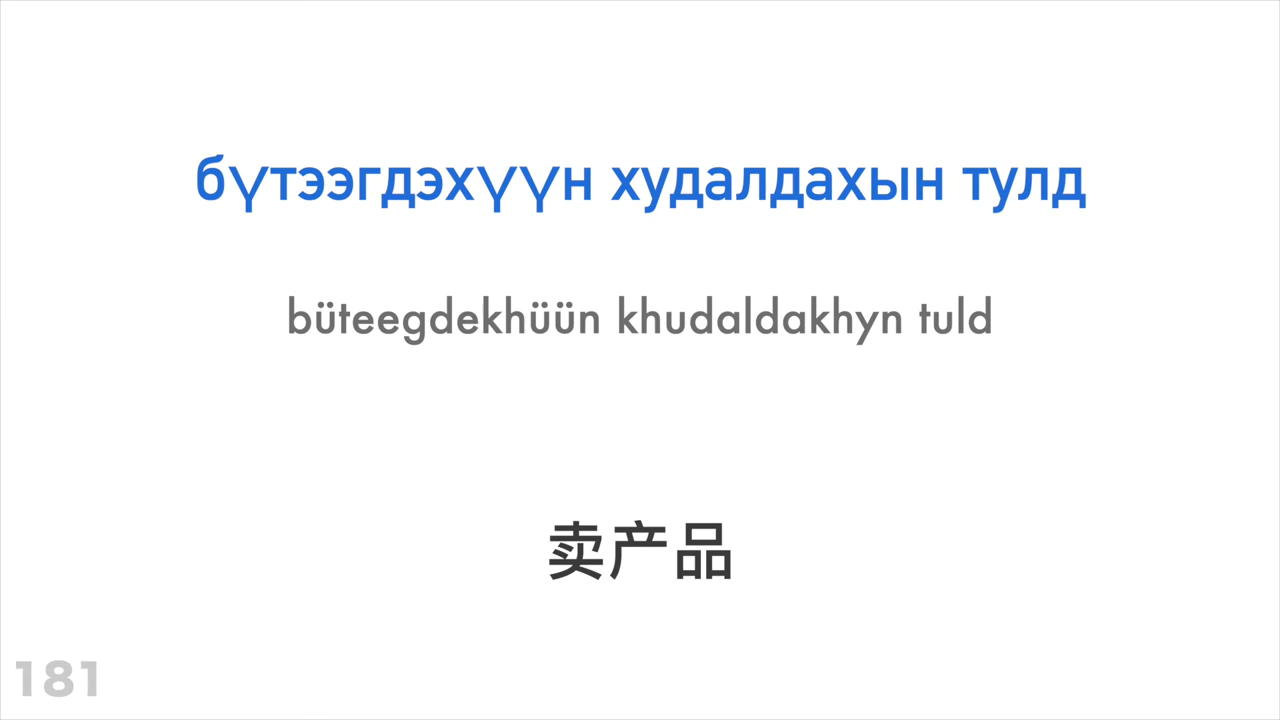 бүтээгдэхүүн худалдахын тулд
büteegdekhüün khudaldakhyn tuld
卖产品
181